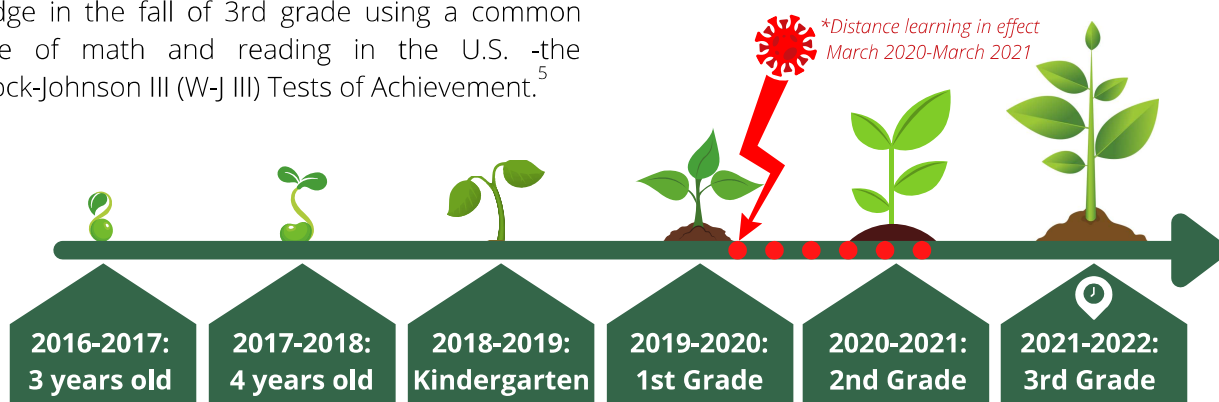 dge in the fall of 3rd grade using a common
e of math and reading in the U.S. -the
ock-Johnson III (W-J III) Tests of Achievement.5
*Distance learning in effect
March 2020-March 2021
2016-2017:
3 years old
2017-2018:
4 years old
2018-2019:
Kindergarten
2019-2020:
1st Grade
2020-2021:
2nd Grade
2021-2022:
3rd Grade